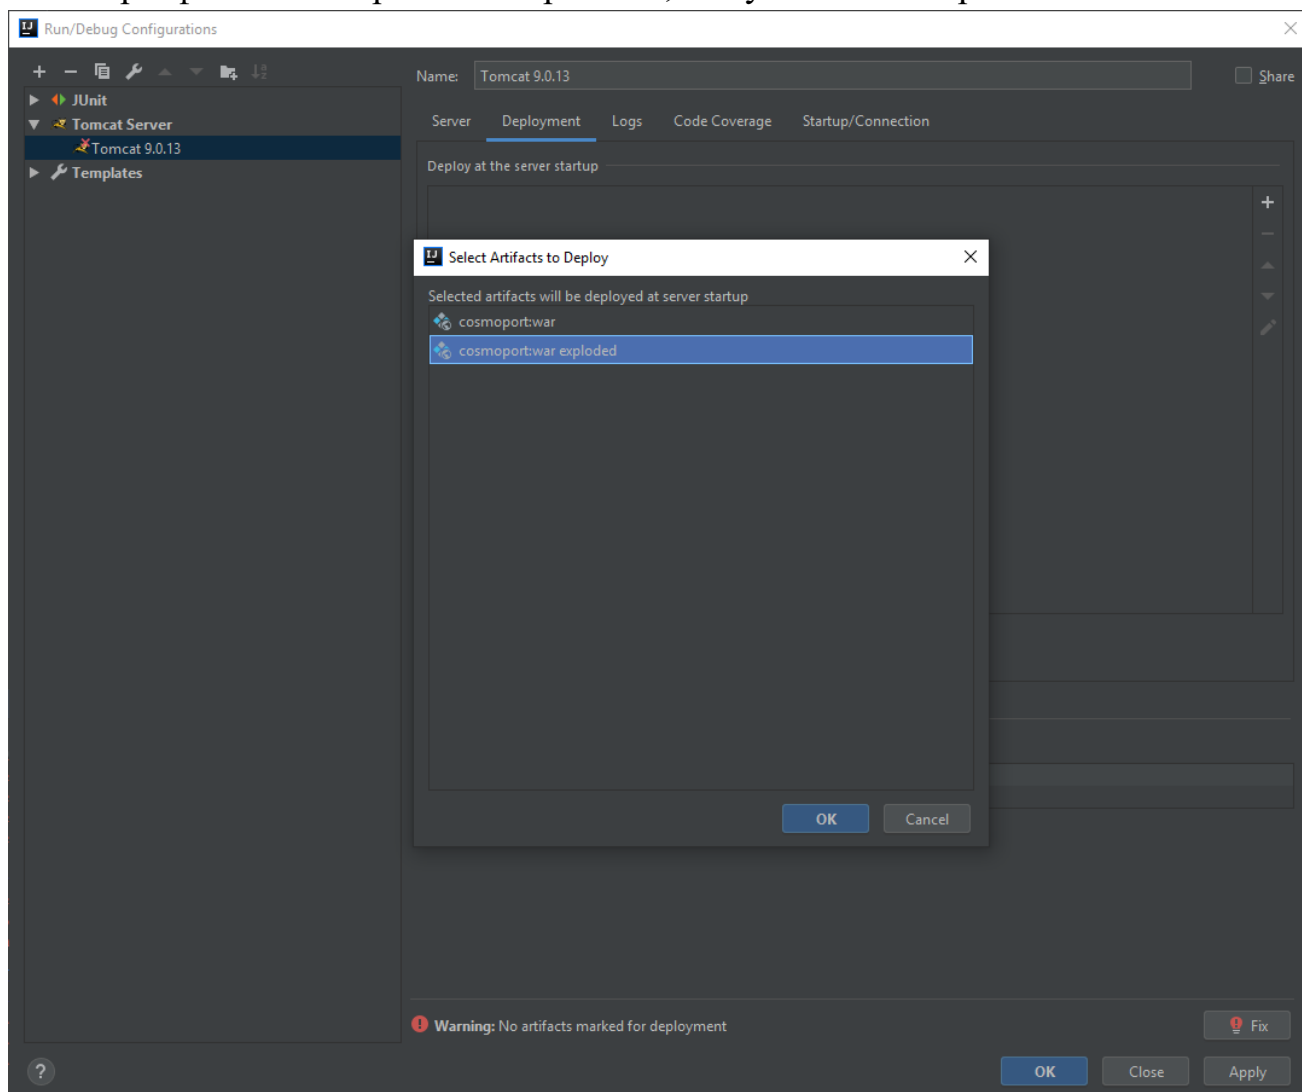 Run/Debug Configurations
Name: Tomcat 9.0.13 Share
JUnit
Tomcat Server
Tomcat 9.0.13
Templates
Server Deployment Logs Code Coverage Startup/Connection
Deploy at the server startup
Select Artifacts to Deploy
Selected artifacts will be deployed at server startup
cosmoport:war
cosmoport:war exploded
OK Cancel
Warning: No artifacts marked for deployment
Fix
? OK Close Apply